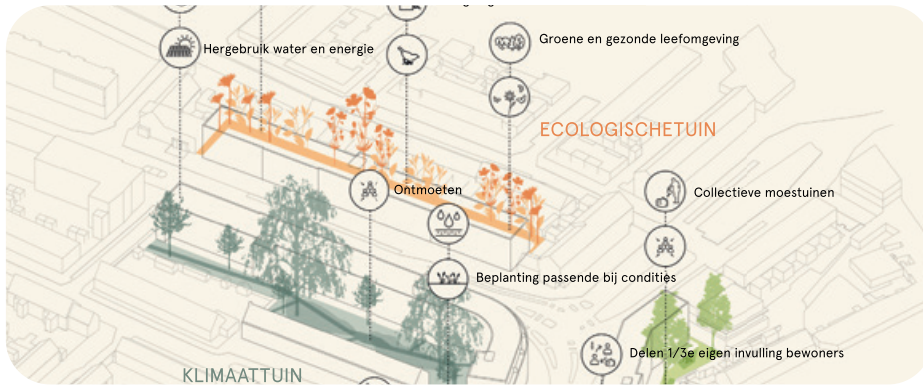 Hergebruik water en energie
Groene en gezonde leefomgeving
ECOLOGISCHETUIN
Ontmoeten
Collectieve moestuinen
Beplanting passende bij condities
Delen 1/3e eigen invulling bewoners
KLIMAATTUIN